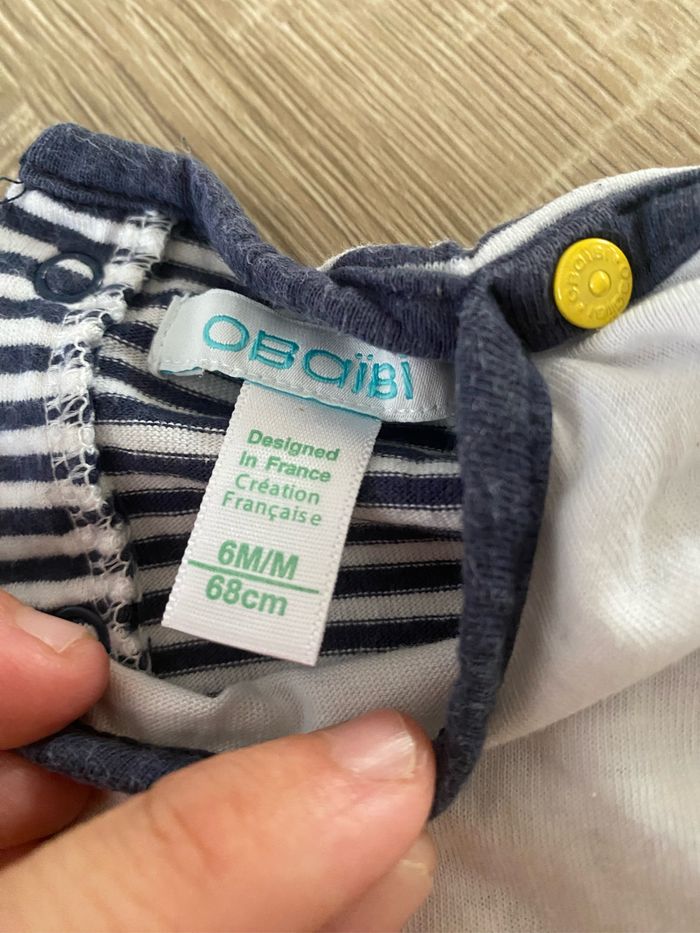 OBaïBi
Designed
in France
Création
Française
6M/M
68cm